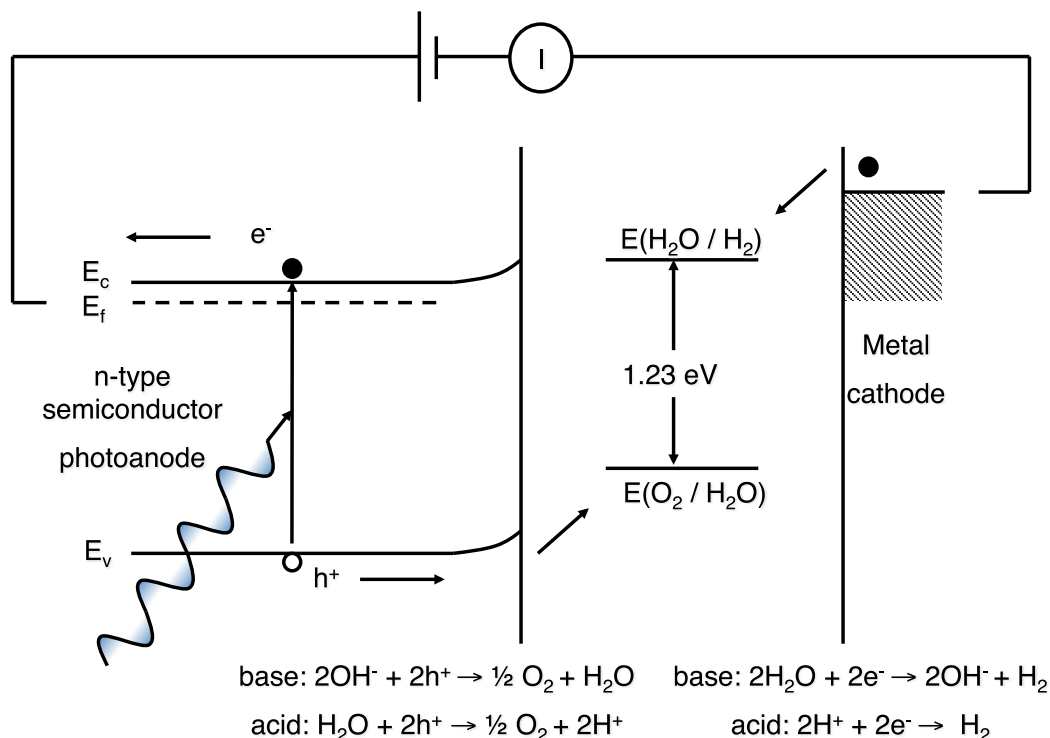 I
e⁻
E(H₂O / H₂)
E_c
E_f
Metal
1.23 eV
n-type
cathode
semiconductor
photoanode
E(O₂ / H₂O)
E_v
h⁺
base: 2OH⁻ + 2h⁺ → ½ O₂ + H₂O
base: 2H₂O + 2e⁻ → 2OH⁻ + H₂
acid: H₂O + 2h⁺ → ½ O₂ + 2H⁺
acid: 2H⁺ + 2e⁻ → H₂